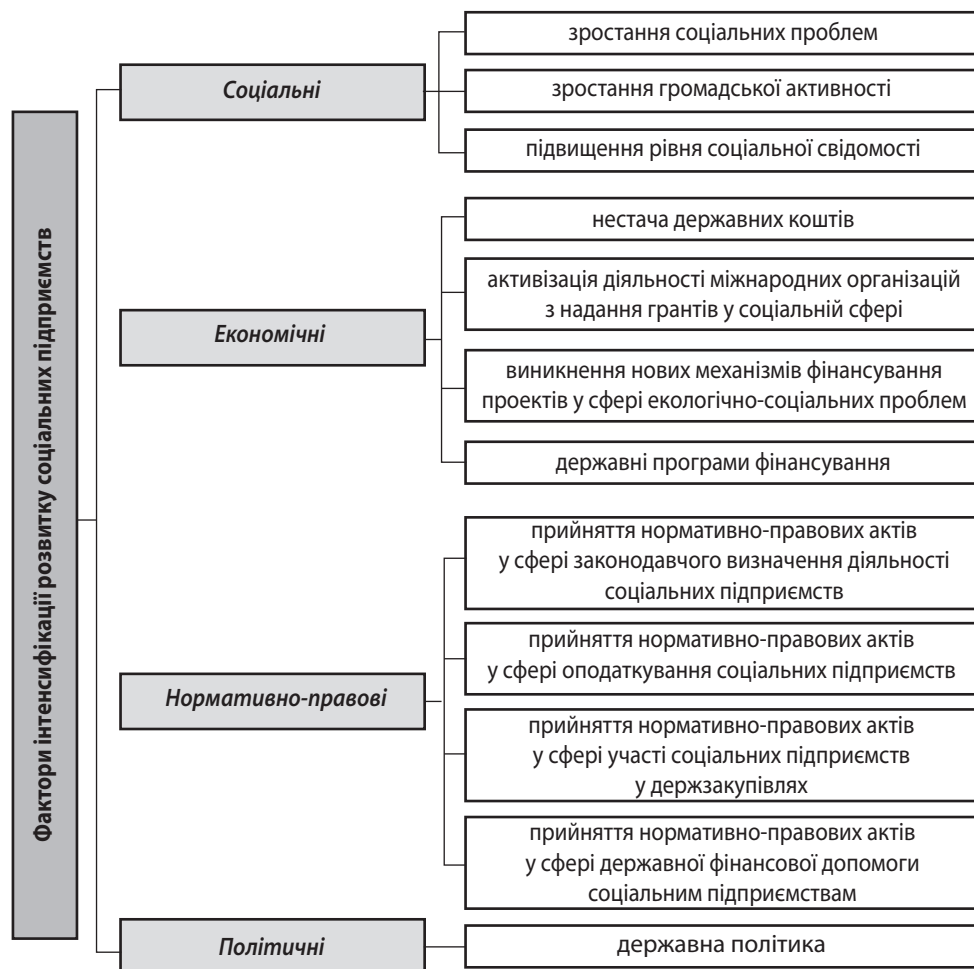 Фактори інтенсифікації розвитку соціальних підприємств
Соціальні
зростання соціальних проблем
зростання громадської активності
підвищення рівня соціальної свідомості
Економічні
нестача державних коштів
активізація діяльності міжнародних організацій
з надання грантів у соціальній сфері
виникнення нових механізмів фінансування
проектів у сфері екологічно-соціальних проблем
державні програми фінансування
Нормативно-правові
прийняття нормативно-правових актів
у сфері законодавчого визначення діяльності
соціальних підприємств
прийняття нормативно-правових актів
у сфері оподаткування соціальних підприємств
прийняття нормативно-правових актів
у сфері участі соціальних підприємств
у держзакупівлях
прийняття нормативно-правових актів
у сфері державної фінансової допомоги
соціальним підприємствам
Політичні
державна політика